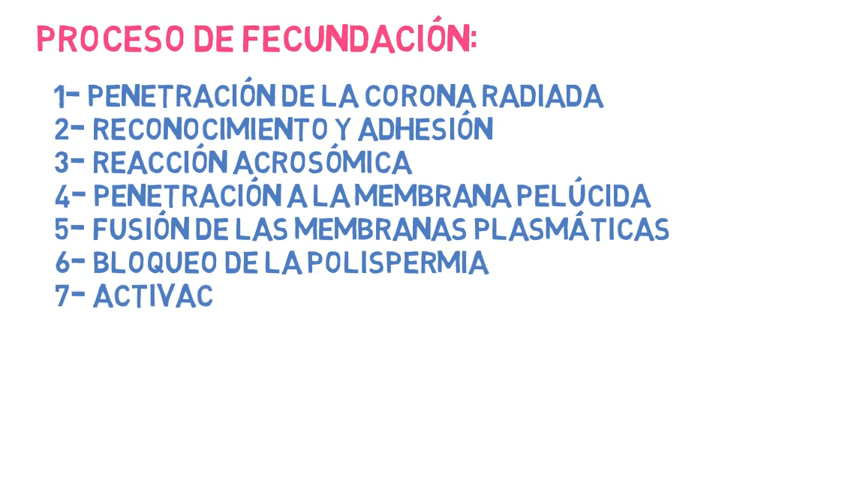 PROCESO DE FECUNDACIÓN:
1- PENETRACIÓN DE LA CORONA RADIADA
2- RECONOCIMIENTO Y ADHESIÓN
3- REACCIÓN ACROSÓMICA
4- PENETRACIÓN A LA MEMBRANA PELÚCIDA
5- FUSIÓN DE LAS MEMBRANAS PLASMÁTICAS
6- BLOQUEO DE LA POLISPERMIA
7- ACTIVAC